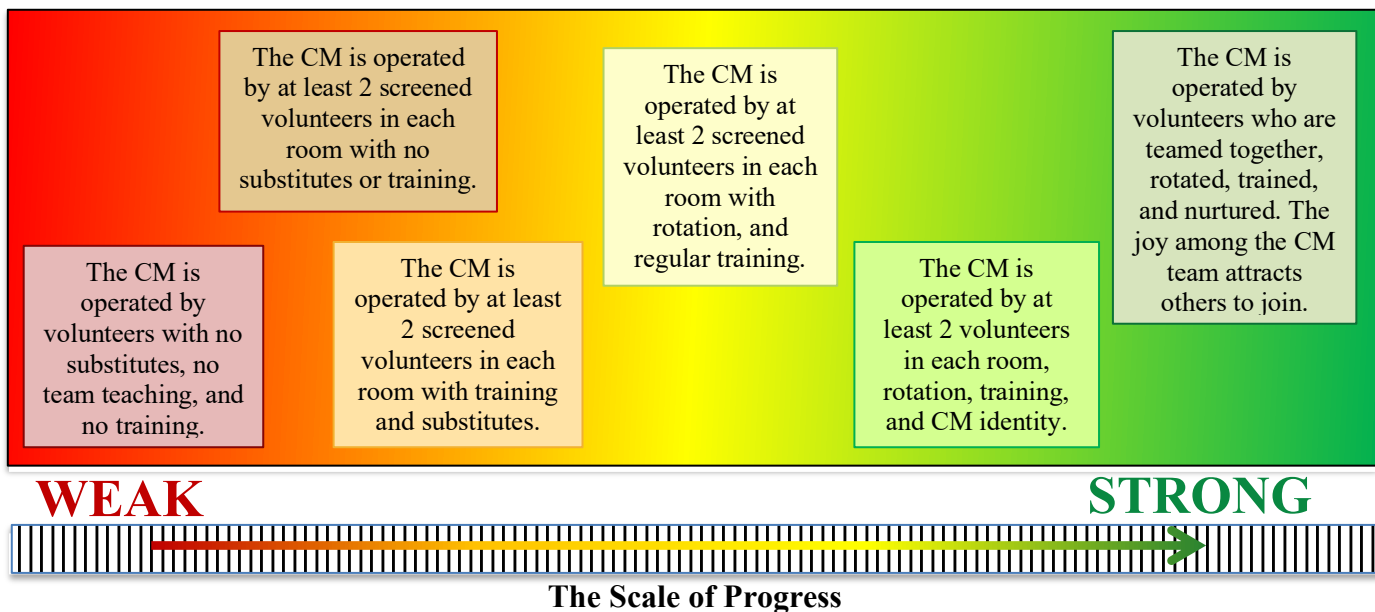 The CM is
operated by
volunteers with no
substitutes, no
team teaching, and
no training.
The CM is operated
by at least 2 screened
volunteers in each
room with no
substitutes or training.
The CM is
operated by at least
2 screened
volunteers in each
room with training
and substitutes.
The CM is
operated by at
least 2 screened
volunteers in each
room with
rotation, and
regular training.
The CM is
operated by at
least 2 volunteers
in each room,
rotation, training,
and CM identity.
The CM is
operated by
volunteers who are
teamed together,
rotated, trained,
and nurtured. The
joy among the CM
team attracts
others to join.
WEAK
STRONG
The Scale of Progress